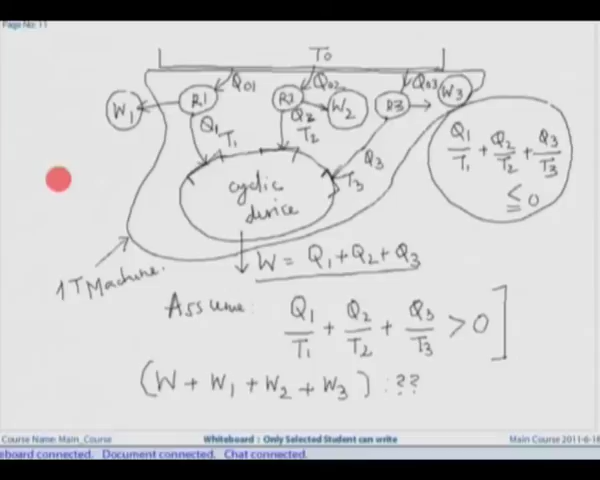 Page No: 11
T0
Q01 Q02 Q03
W1 R1 R2 W2 R3 W3
Q1 T1 Q2 T2 Q3 T3
cyclic
device
Q1/T1 + Q2/T2 + Q3/T3
≤ 0
W = Q1 + Q2 + Q3
1T Machine.
Assume: Q1/T1 + Q2/T2 + Q3/T3 > 0 ]
(W + W1 + W2 + W3) : ??
Course Name: Main_Course Whiteboard : Only Selected Student can write Main Course 2011-6-18
eboard connected. Document connected. Chat connected.